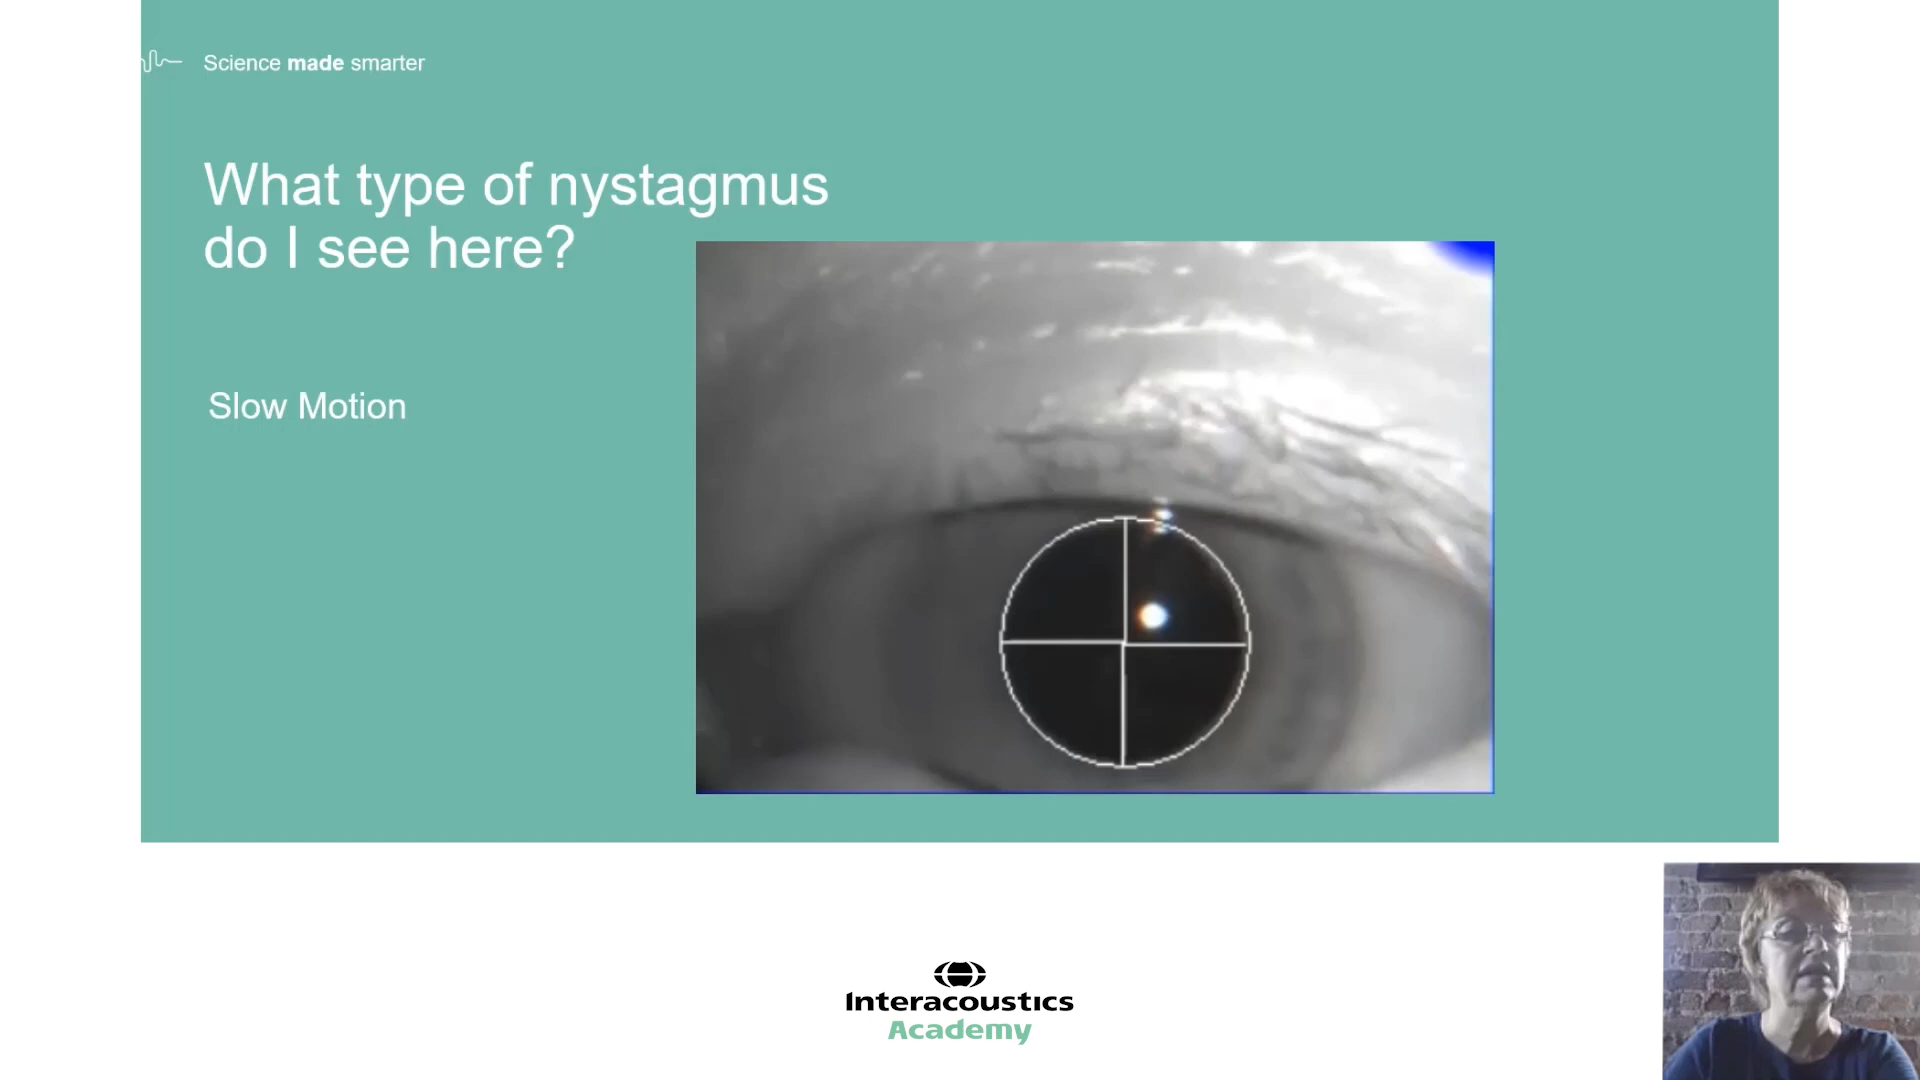 Science made smarter
What type of nystagmus
do I see here?
Slow Motion
Interacoustics
Academy